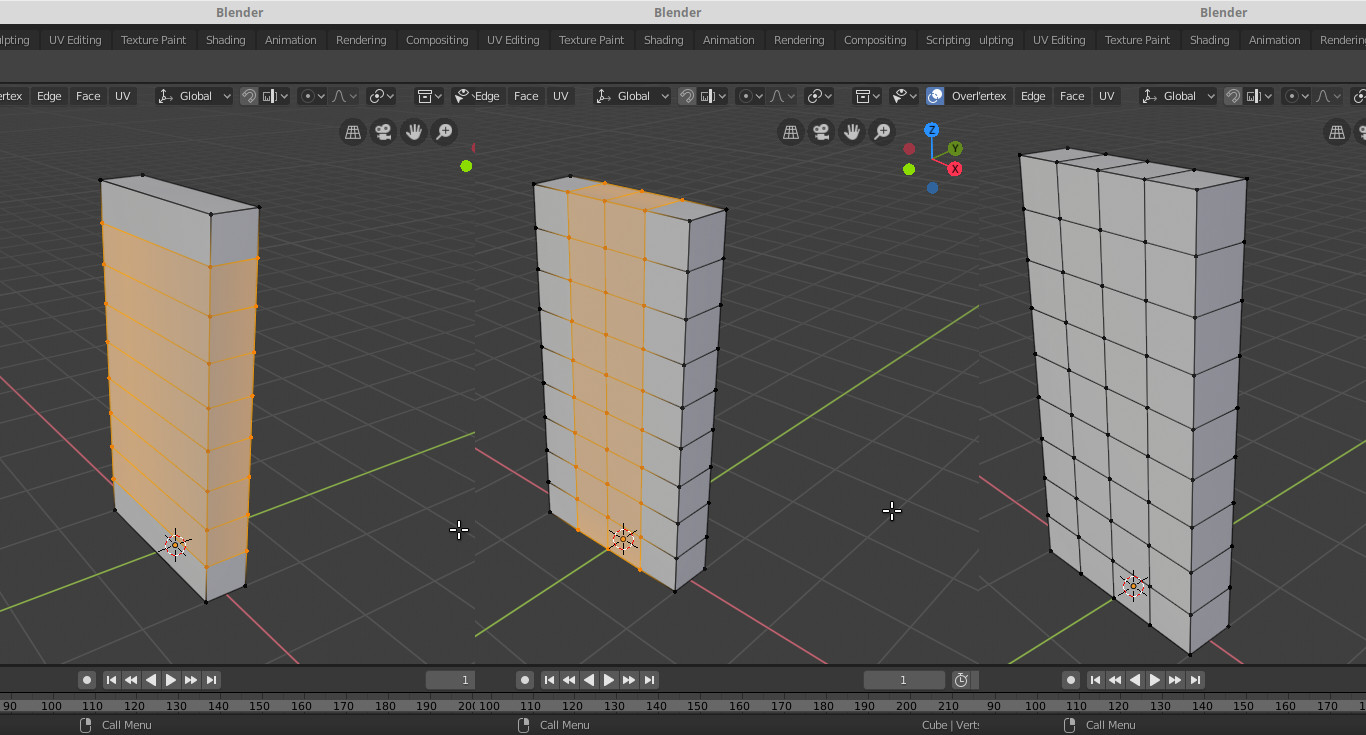 Blender Blender Blender
lpting UV Editing Texture Paint Shading Animation Rendering Compositing UV Editing Texture Paint Shading Animation Rendering Compositing Scripting ulpting UV Editing Texture Paint Shading Animation Renderin
ertex Edge Face UV Global Edge Face UV Global Over'ertex Edge Face UV Global
Z
Y
X
1 1
90 100 110 120 130 140 150 160 170 180 190 200 100 110 120 130 140 150 160 170 180 190 200 210 100 110 120 130 140 150 160 170 1
Call Menu Call Menu Cube | Verts Call Menu